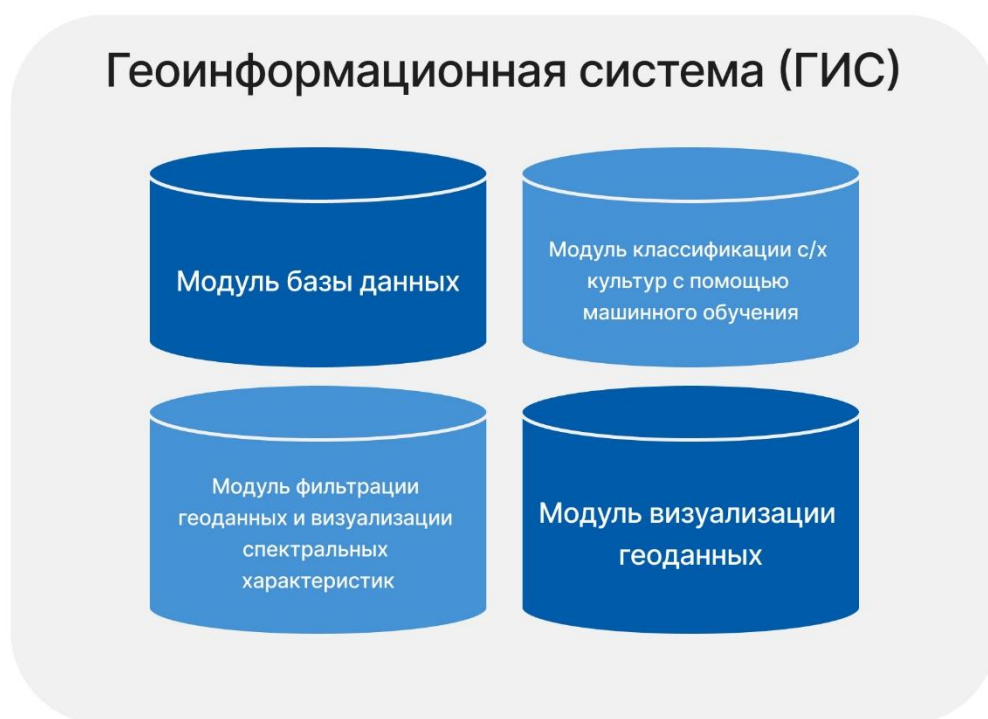 Геоинформационная система (ГИС)
Модуль базы данных
Модуль классификации с/х
культур с помощью
машинного обучения
Модуль фильтрации
геоданных и визуализации
спектральных
характеристик
Модуль визуализации
геоданных